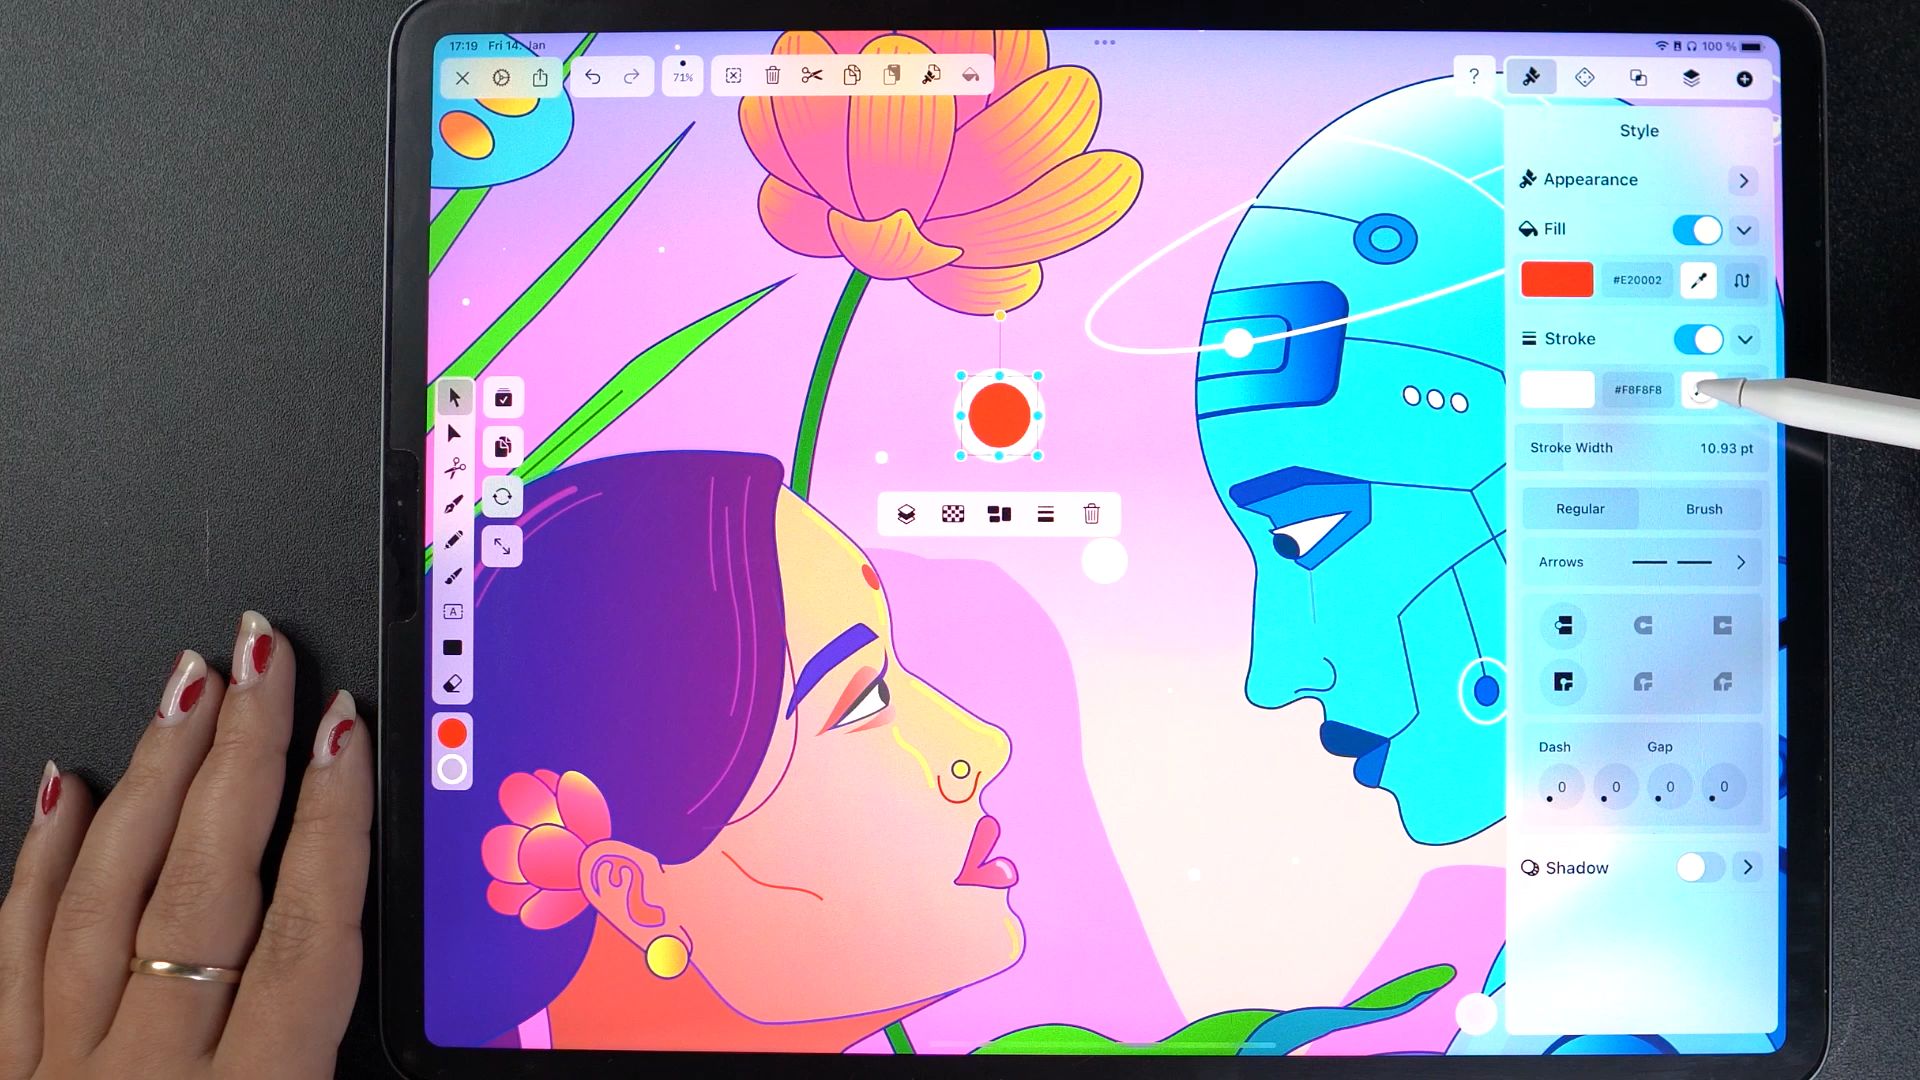 17:19 Fri 14. Jan
100 %
71%
?
Style
Appearance
Fill
#E20002
Stroke
#F8F8F8
Stroke Width 10.93 pt
Regular Brush
Arrows
A
Dash Gap
0 0 0 0
Shadow